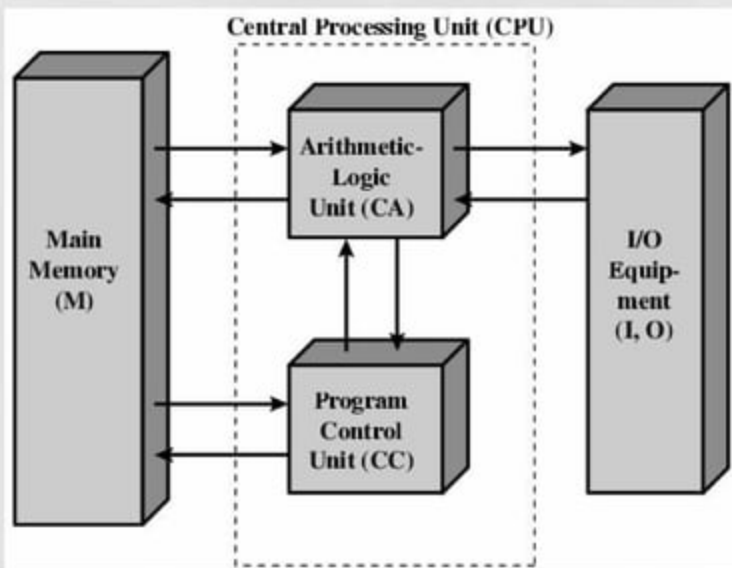 Central Processing Unit (CPU)
Main
Memory
(M)
Arithmetic-
Logic
Unit (CA)
Program
Control
Unit (CC)
I/O
Equip-
ment
(I, O)